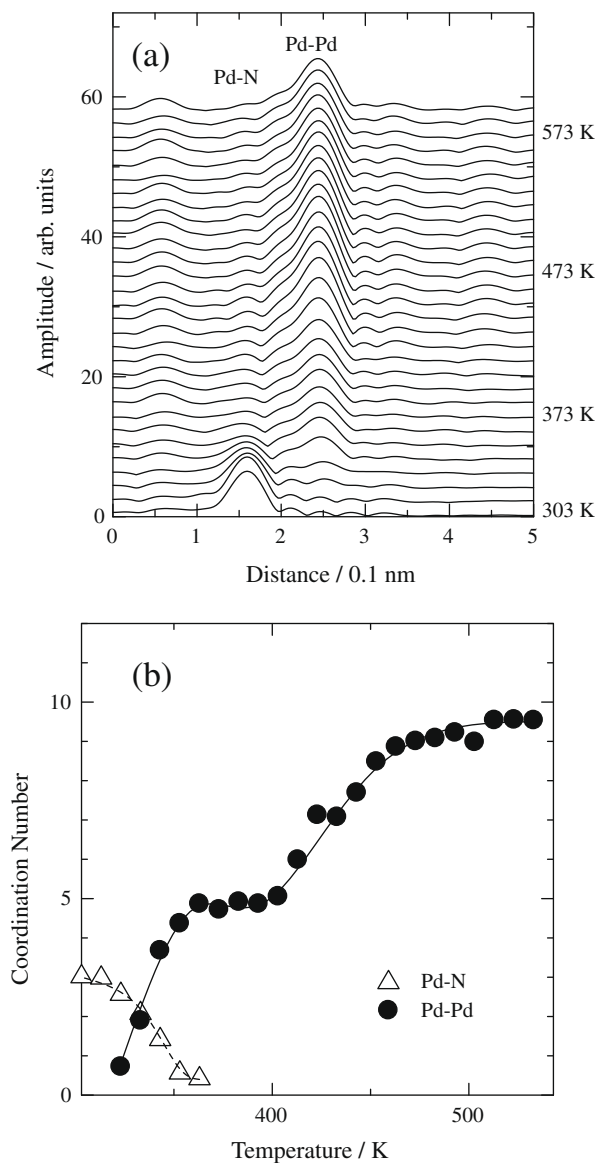 (a)
Pd-Pd
Pd-N
60
573 K
40
473 K
20
373 K
0
303 K
0 1 2 3 4 5
Amplitude / arb. units
Distance / 0.1 nm
(b)
10
5
0
Pd-N
Pd-Pd
400 500
Coordination Number
Temperature / K